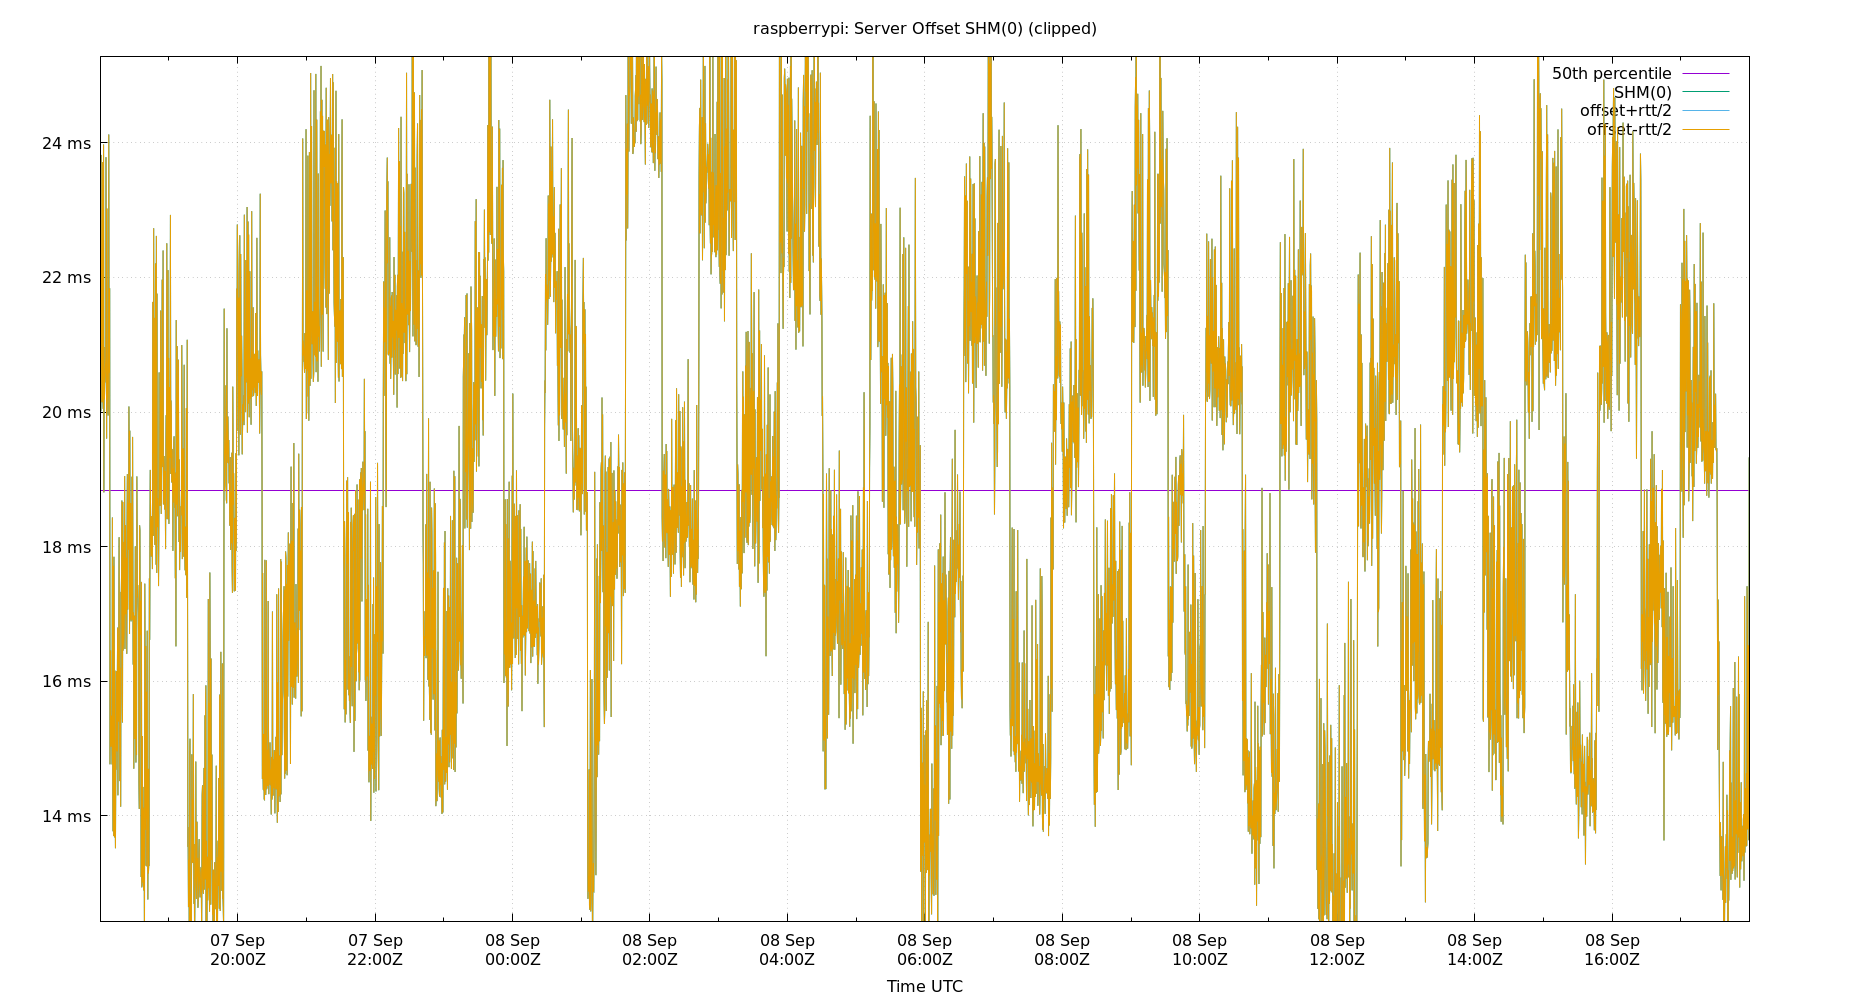 raspberrypi: Server Offset SHM(0) (clipped)
50th percentile
SHM(0)
offset+rtt/2
offset-rtt/2
24 ms
22 ms
20 ms
18 ms
16 ms
14 ms
07 Sep 07 Sep 08 Sep 08 Sep 08 Sep 08 Sep 08 Sep 08 Sep 08 Sep 08 Sep 08 Sep
20:00Z 22:00Z 00:00Z 02:00Z 04:00Z 06:00Z 08:00Z 10:00Z 12:00Z 14:00Z 16:00Z
Time UTC